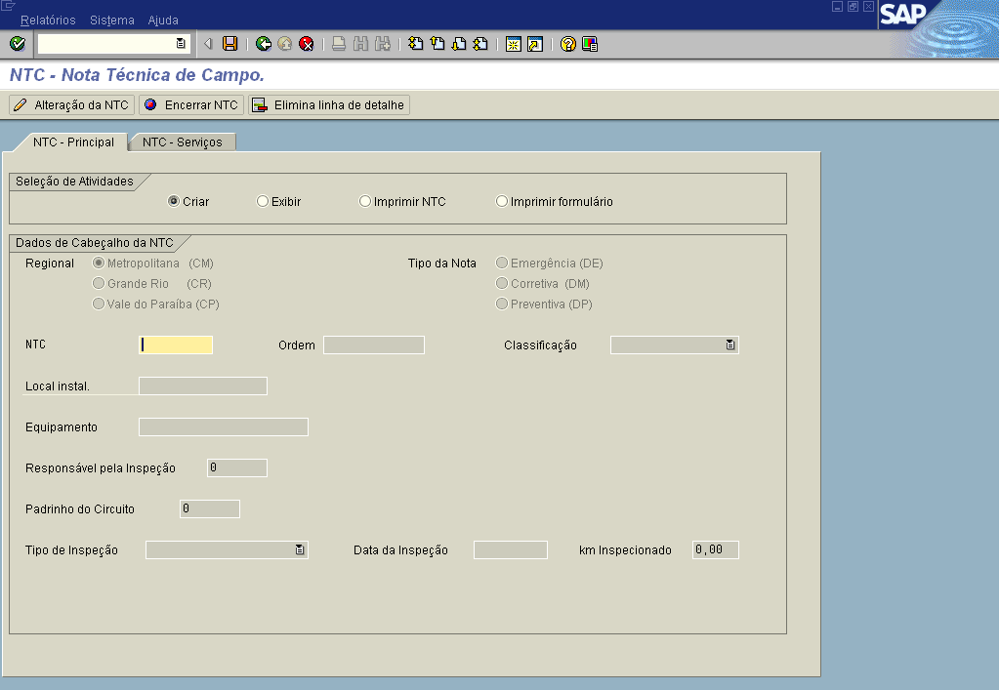 Relatórios Sistema Ajuda
SAP
NTC - Nota Técnica de Campo.
Alteração da NTC Encerrar NTC Elimina linha de detalhe
NTC - Principal NTC - Serviços
Seleção de Atividades
Criar Exibir Imprimir NTC Imprimir formulário
Dados de Cabeçalho da NTC
Regional Metropolitana (CM) Tipo da Nota Emergência (DE)
Grande Rio (CR) Corretiva (DM)
Vale do Paraíba (CP) Preventiva (DP)
NTC Ordem Classificação
Local instal.
Equipamento
Responsável pela Inspeção 0
Padrinho do Circuito 0
Tipo de Inspeção Data da Inspeção km Inspecionado 0,00